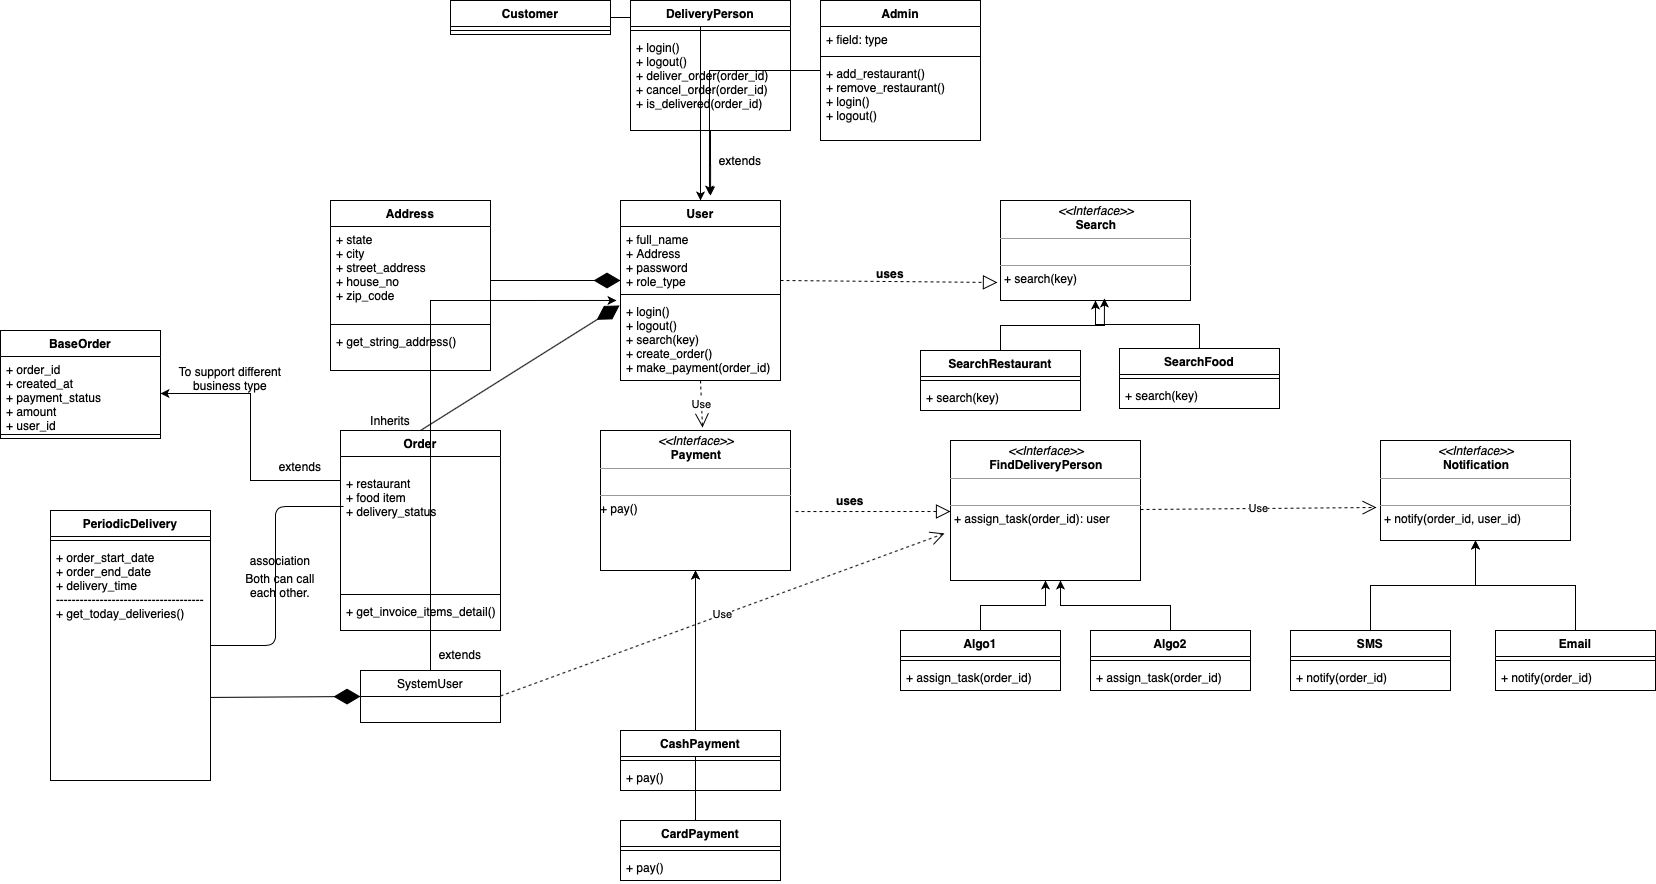 Customer
DeliveryPerson
+ login()
+ logout()
+ deliver_order(order_id)
+ cancel_order(order_id)
+ is_delivered(order_id)
Admin
+ field: type
+ add_restaurant()
+ remove_restaurant()
+ login()
+ logout()
extends
Address
+ state
+ city
+ street_address
+ house_no
+ zip_code
+ get_string_address()
User
+ full_name
+ Address
+ password
+ role_type
+ login()
+ logout()
+ search(key)
+ create_order()
+ make_payment(order_id)
uses
<<Interface>>
Search
+ search(key)
SearchRestaurant
+ search(key)
SearchFood
+ search(key)
BaseOrder
+ order_id
+ created_at
+ payment_status
+ amount
+ user_id
To support different
business type
Inherits
Use
extends
Order
+ restaurant
+ food item
+ delivery_status
+ get_invoice_items_detail()
<<Interface>>
Payment
+ pay()
uses
<<Interface>>
FindDeliveryPerson
+ assign_task(order_id): user
Use
<<Interface>>
Notification
+ notify(order_id, user_id)
PeriodicDelivery
+ order_start_date
+ order_end_date
+ delivery_time
-------------------------------------
+ get_today_deliveries()
association
Both can call
each other.
extends
SystemUser
Use
Algo1
+ assign_task(order_id)
Algo2
+ assign_task(order_id)
SMS
+ notify(order_id)
Email
+ notify(order_id)
CashPayment
+ pay()
CardPayment
+ pay()